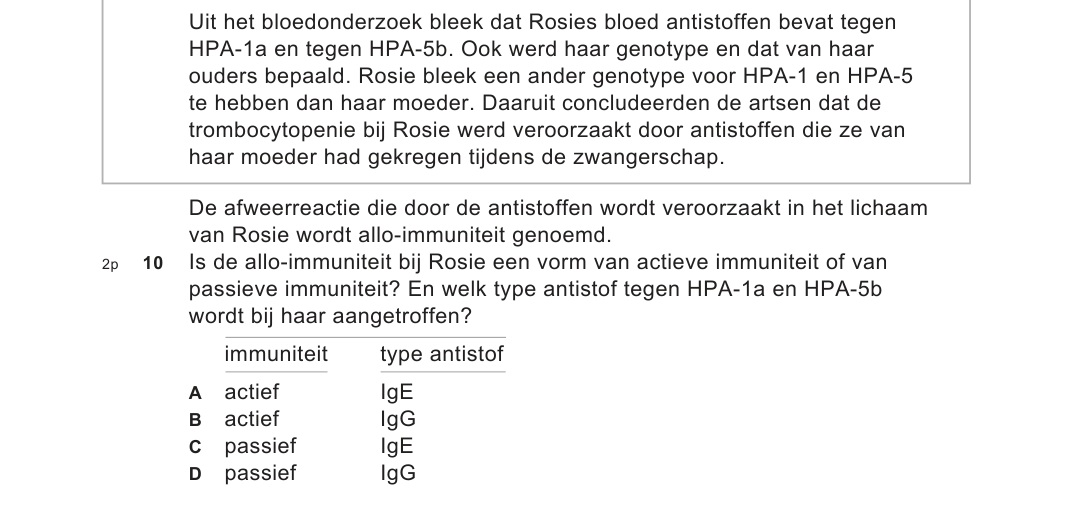 Uit het bloedonderzoek bleek dat Rosies bloed antistoffen bevat tegen
HPA-1a en tegen HPA-5b. Ook werd haar genotype en dat van haar
ouders bepaald. Rosie bleek een ander genotype voor HPA-1 en HPA-5
te hebben dan haar moeder. Daaruit concludeerden de artsen dat de
trombocytopenie bij Rosie werd veroorzaakt door antistoffen die ze van
haar moeder had gekregen tijdens de zwangerschap.
De afweerreactie die door de antistoffen wordt veroorzaakt in het lichaam
van Rosie wordt allo-immuniteit genoemd.
2p 10 Is de allo-immuniteit bij Rosie een vorm van actieve immuniteit of van
passieve immuniteit? En welk type antistof tegen HPA-1a en HPA-5b
wordt bij haar aangetroffen?
immuniteit type antistof
A actief IgE
B actief IgG
C passief IgE
D passief IgG